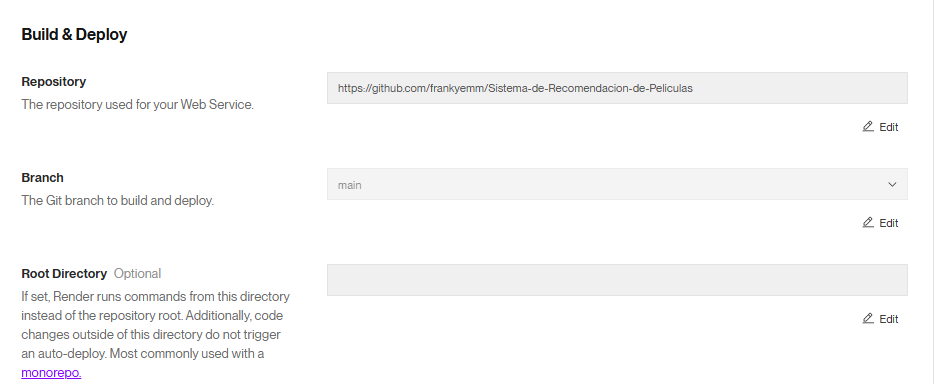 Build & Deploy
Repository
The repository used for your Web Service.
https://github.com/frankyemm/Sistema-de-Recomendacion-de-Peliculas
Edit
Branch
The Git branch to build and deploy.
main
Edit
Root Directory Optional
If set, Render runs commands from this directory
instead of the repository root. Additionally, code
changes outside of this directory do not trigger
an auto-deploy. Most commonly used with a
monorepo.
Edit